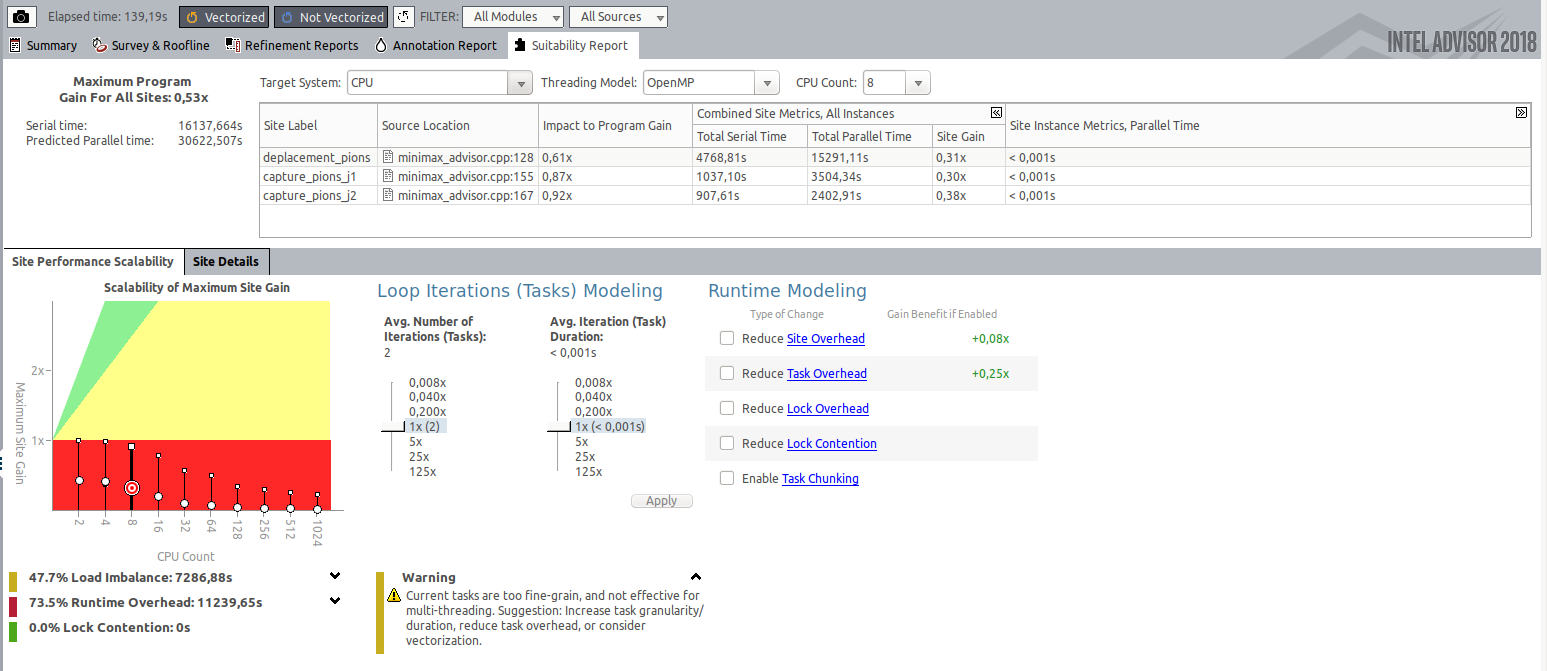 Elapsed time: 139,19s Vectorized Not Vectorized FILTER: All Modules All Sources
Summary Survey & Roofline Refinement Reports Annotation Report Suitability Report
INTEL ADVISOR 2018
Maximum Program
Gain For All Sites: 0,53x
Serial time: 16137,664s
Predicted Parallel time: 30622,507s
Target System: CPU Threading Model: OpenMP CPU Count: 8
Site Label Source Location Impact to Program Gain Combined Site Metrics, All Instances Site Instance Metrics, Parallel Time
Total Serial Time Total Parallel Time Site Gain
deplacement_pions minimax_advisor.cpp:128 0,61x 4768,81s 15291,11s 0,31x < 0,001s
capture_pions_j1 minimax_advisor.cpp:155 0,87x 1037,10s 3504,34s 0,30x < 0,001s
capture_pions_j2 minimax_advisor.cpp:167 0,92x 907,61s 2402,91s 0,38x < 0,001s
Site Performance Scalability Site Details
Scalability of Maximum Site Gain
2x
1x
Maximum Site Gain
2 4 8 16 32 64 128 256 512 1024
CPU Count
47.7% Load Imbalance: 7286,88s
73.5% Runtime Overhead: 11239,65s
0.0% Lock Contention: 0s
Loop Iterations (Tasks) Modeling
Avg. Number of
Iterations (Tasks):
2
0,008x
0,040x
0,200x
1x (2)
5x
25x
125x
Avg. Iteration (Task)
Duration:
< 0,001s
0,008x
0,040x
0,200x
1x (< 0,001s)
5x
25x
125x
Apply
Warning
Current tasks are too fine-grain, and not effective for
multi-threading. Suggestion: Increase task granularity/
duration, reduce task overhead, or consider
vectorization.
Runtime Modeling
Type of Change Gain Benefit if Enabled
Reduce Site Overhead +0,08x
Reduce Task Overhead +0,25x
Reduce Lock Overhead
Reduce Lock Contention
Enable Task Chunking